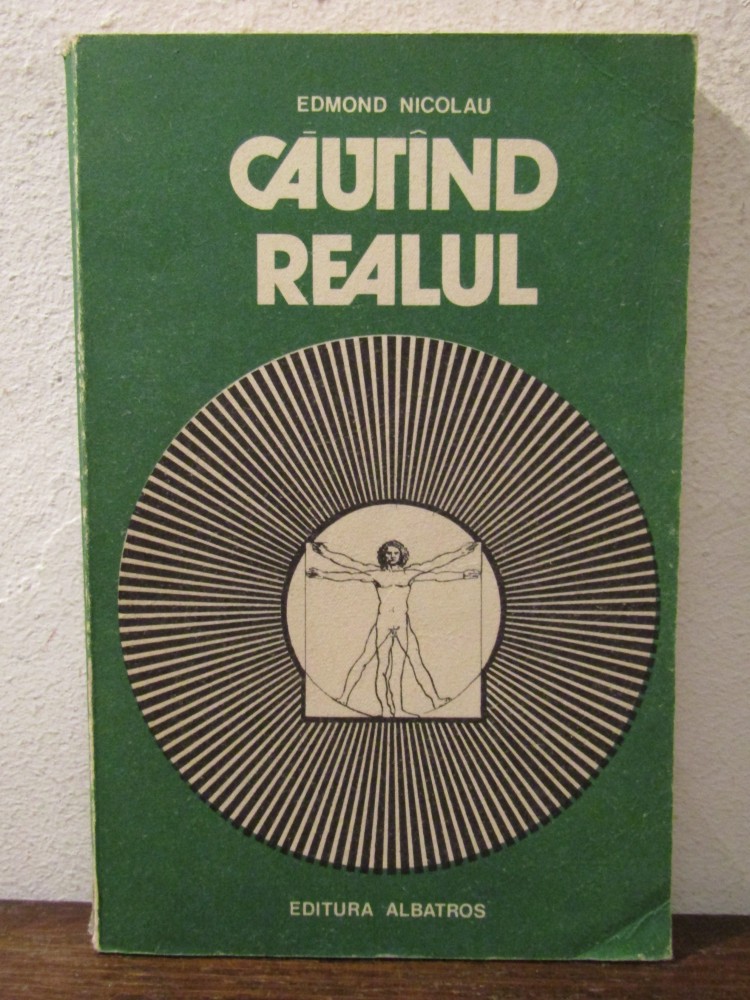 EDMOND NICOLAU
CĂUTÎND
REALUL
EDITURA ALBATROS